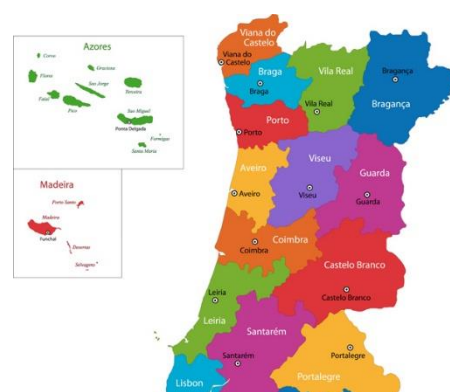 Azores
Corvo
Flores
Graciosa
Faial
San Jorge
Pico
Terceira
San Miguel
Ponta Delgada
Formigas
Santa Maria
Madeira
Porto Santo
Madeira
Funchal
Desertas
Selvagens
Viana do
Castelo
Viana do
Castelo
Braga
Braga
Vila Real
Vila Real
Bragança
Bragança
Porto
Porto
Aveiro
Aveiro
Viseu
Viseu
Guarda
Guarda
Coimbra
Coimbra
Castelo Branco
Castelo Branco
Leiria
Leiria
Santarém
Santarém
Portalegre
Portalegre
Lisbon